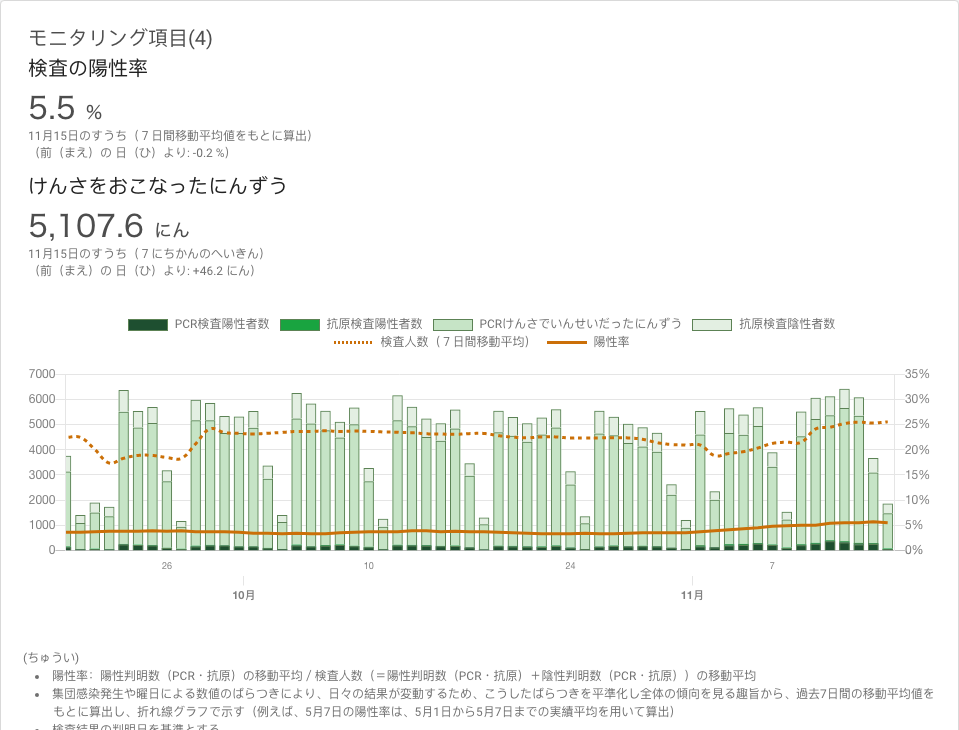 モニタリング項目(4)
検査の陽性率
5.5 %
11月15日のすうち（７日間移動平均値をもとに算出）
（前（まえ）の 日（ひ）より: -0.2 %）
けんさをおこなったにんずう
5,107.6 にん
11月15日のすうち（７にちかんのへいきん）
（前（まえ）の 日（ひ）より: +46.2 にん）
PCR検査陽性者数 抗原検査陽性者数 PCRけんさでいんせいだったにんずう 抗原検査陰性者数
検査人数（７日間移動平均） 陽性率
7000 35%
6000 30%
5000 25%
4000 20%
3000 15%
2000 10%
1000 5%
0 0%
26 10 24 7
10月 11月
(ちゅうい)
• 陽性率：陽性判明数（PCR・抗原）の移動平均 / 検査人数（＝陽性判明数（PCR・抗原）＋陰性判明数（PCR・抗原））の移動平均
• 集団感染発生や曜日による数値のばらつきにより、日々の結果が変動するため、こうしたばらつきを平準化し全体の傾向を見る趣旨から、過去7日間の移動平均値を
もとに算出し、折れ線グラフで示す（例えば、5月7日の陽性率は、5月1日から5月7日までの実績平均を用いて算出）
• 検査結果の判明日を基準とする